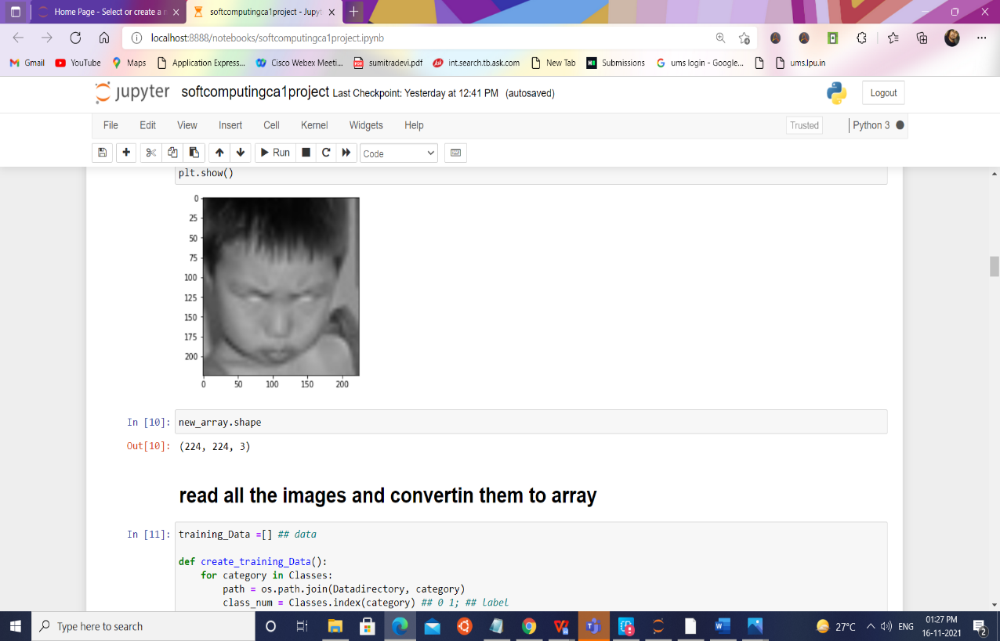 Home Page - Select or create a n
softcomputingca1project - Jupyt
localhost:8888/notebooks/softcomputingca1project.ipynb
Gmail YouTube Maps Application Express... Cisco Webex Meeti... sumitradevi.pdf int.search.tb.ask.com New Tab Submissions ums login - Google... ums.lpu.in
jupyter softcomputingca1project Last Checkpoint: Yesterday at 12:41 PM (autosaved) Logout
File Edit View Insert Cell Kernel Widgets Help Trusted Python 3
Run Code
plt.show()
0
25
50
75
100
125
150
175
200
0 50 100 150 200
In [10]: new_array.shape
Out[10]: (224, 224, 3)
read all the images and convertin them to array
In [11]: training_Data =[] ## data
def create_training_Data():
for category in Classes:
path = os.path.join(Datadirectory, category)
class_num = Classes.index(category) ## 0 1; ## label
Type here to search 27°C ENG 01:27 PM
16-11-2021 2